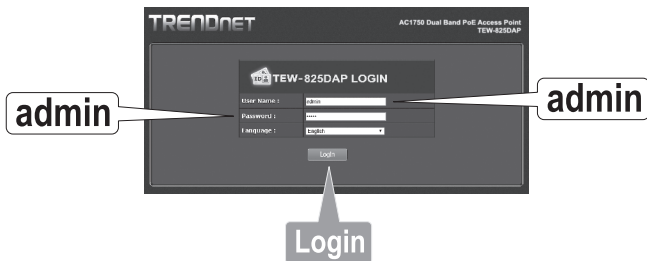 TRENDNET
AC1750 Dual Band PoE Access Point
TEW-825DAP
TEW-825DAP LOGIN
User Name :
admin
Password :
•••••
Language :
English
Login
admin
admin
Login